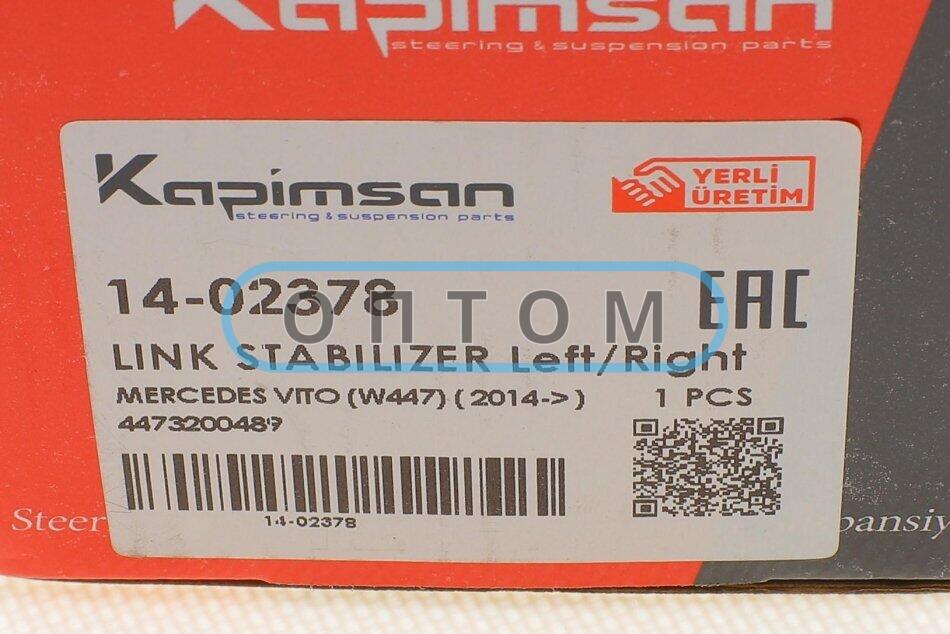 Kapimsan
steering & suspension parts
Kapimsan
steering & suspension parts
YERLİ
ÜRETİM
14-02378
ОПТОМ
EAC
LINK STABILIZER Left/Right
MERCEDES VITO (W447) ( 2014-> )
1 PCS
4473200489
14-02378
Steer
pansiy